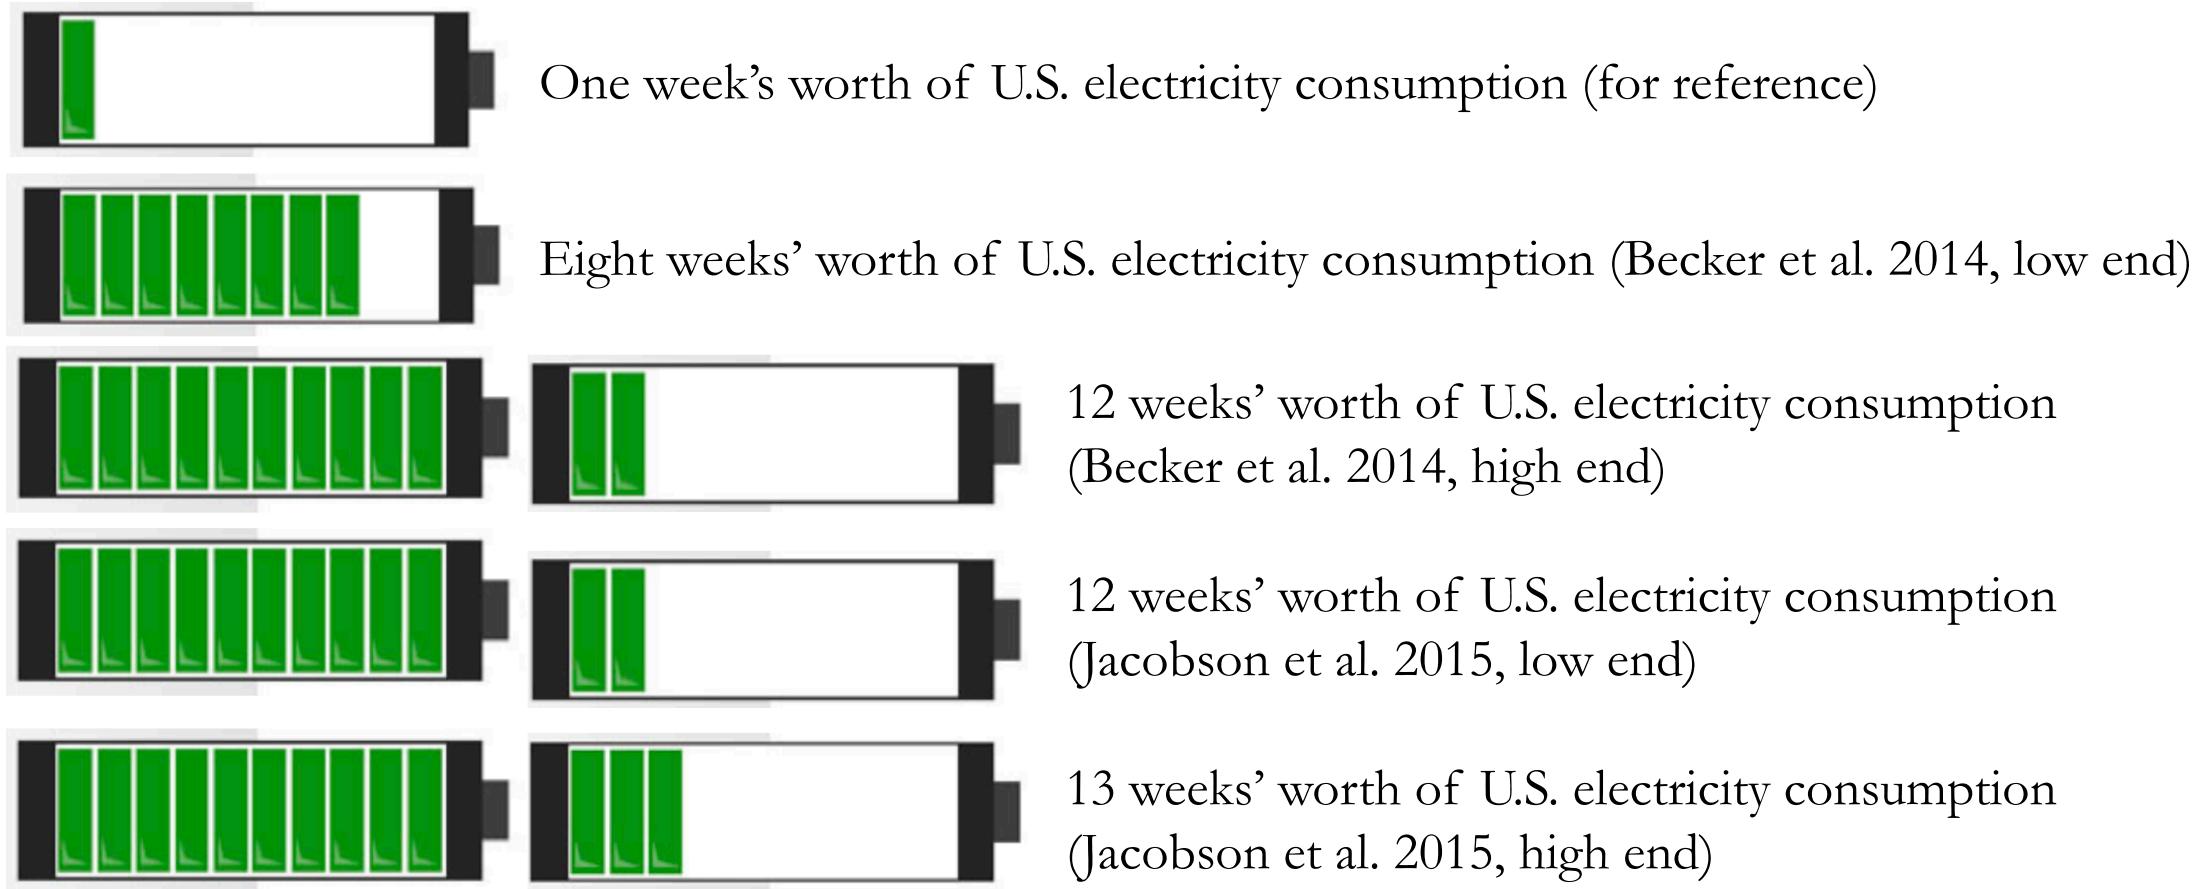 One week’s worth of U.S. electricity consumption (for reference)
Eight weeks’ worth of U.S. electricity consumption (Becker et al. 2014, low end)
12 weeks’ worth of U.S. electricity consumption
(Becker et al. 2014, high end)
12 weeks’ worth of U.S. electricity consumption
(Jacobson et al. 2015, low end)
13 weeks’ worth of U.S. electricity consumption
(Jacobson et al. 2015, high end)